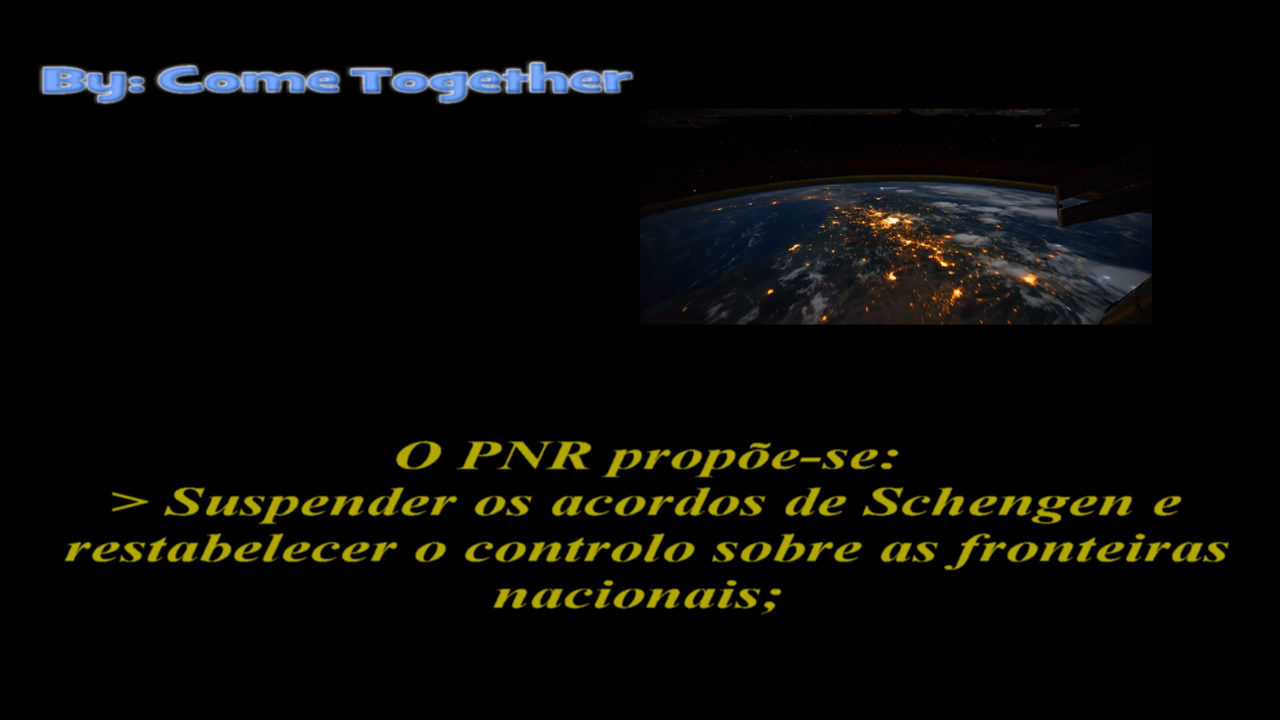 By: Come Together
O PNR propõe-se:
> Suspender os acordos de Schengen e
restabelecer o controlo sobre as fronteiras
nacionais;